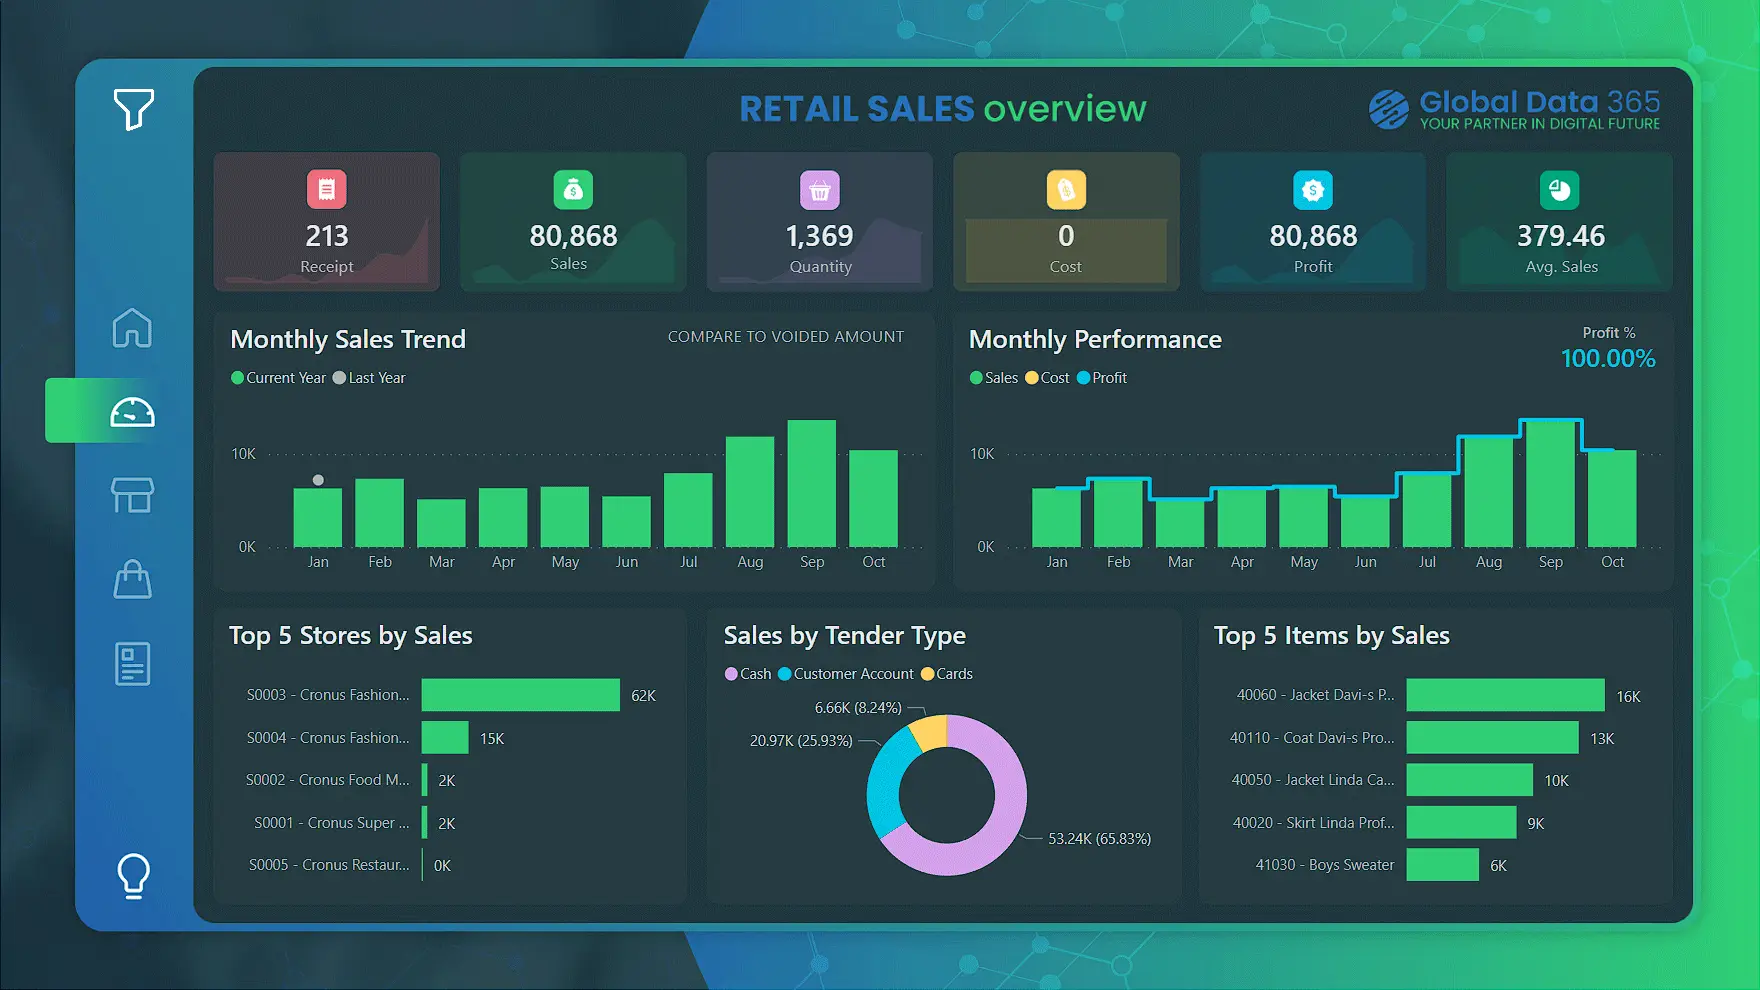 RETAIL SALES overview
Global Data 365
YOUR PARTNER IN DIGITAL FUTURE
213
Receipt
80,868
Sales
1,369
Quantity
0
Cost
80,868
Profit
379.46
Avg. Sales
Monthly Sales Trend
COMPARE TO VOIDED AMOUNT
Current Year Last Year
10K
0K
Jan Feb Mar Apr May Jun Jul Aug Sep Oct
Monthly Performance
Profit %
100.00%
Sales Cost Profit
10K
0K
Jan Feb Mar Apr May Jun Jul Aug Sep Oct
Top 5 Stores by Sales
S0003 - Cronus Fashion... 62K
S0004 - Cronus Fashion... 15K
S0002 - Cronus Food M... 2K
S0001 - Cronus Super ... 2K
S0005 - Cronus Restaur... 0K
Sales by Tender Type
Cash Customer Account Cards
6.66K (8.24%)
20.97K (25.93%)
53.24K (65.83%)
Top 5 Items by Sales
40060 - Jacket Davi-s P... 16K
40110 - Coat Davi-s Pro... 13K
40050 - Jacket Linda Ca... 10K
40020 - Skirt Linda Prof... 9K
41030 - Boys Sweater 6K